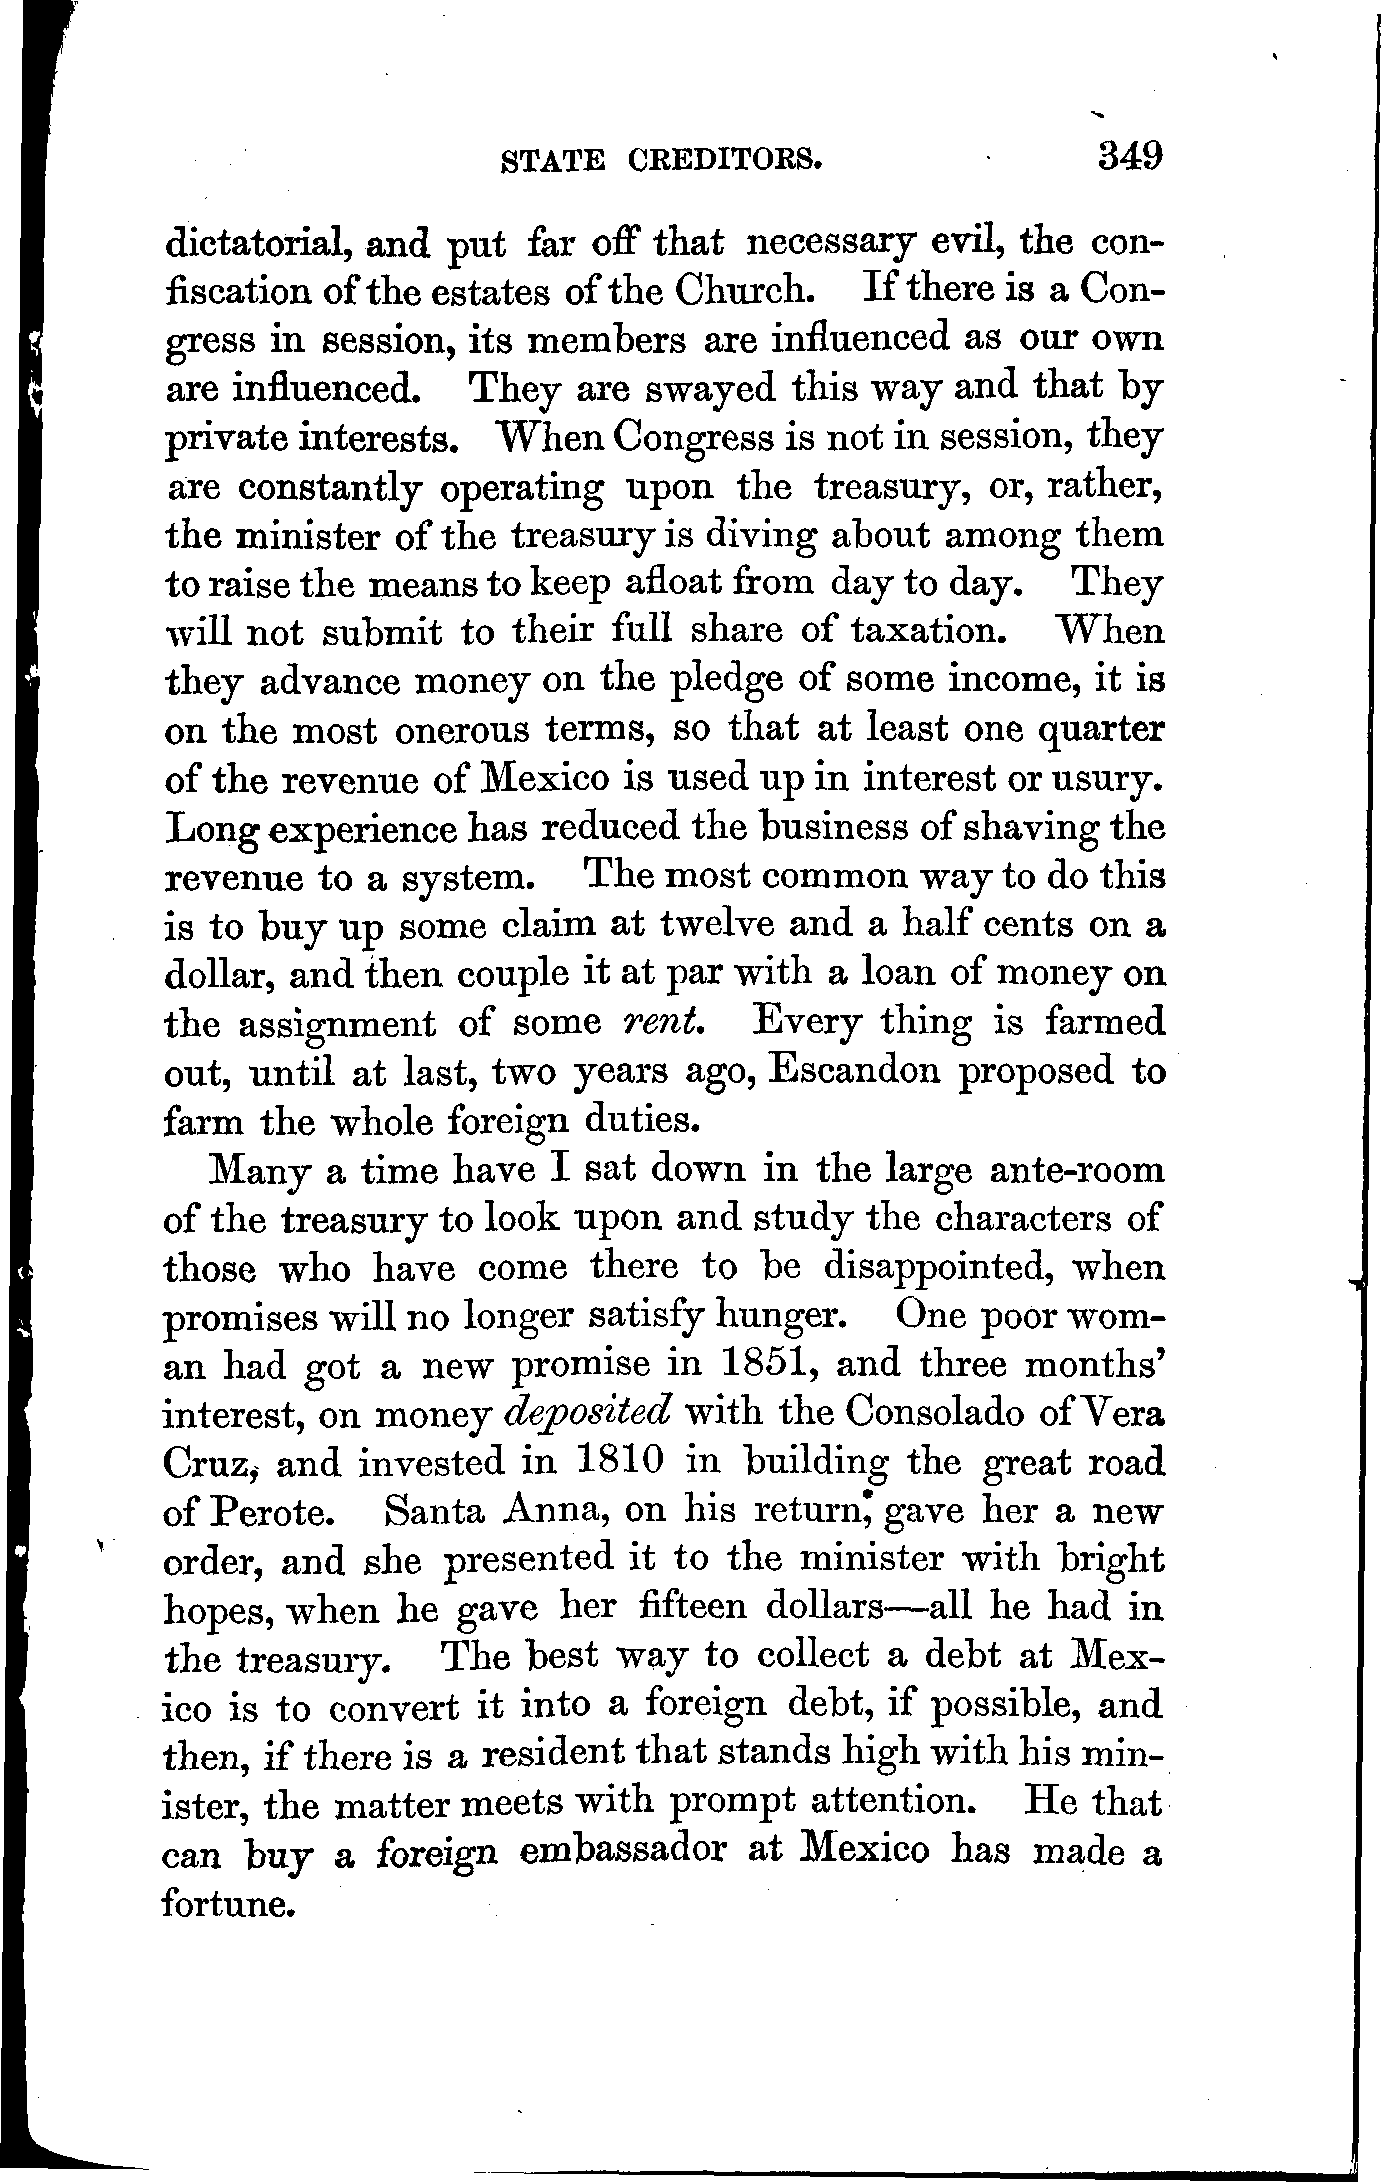 STATE CREDITORS. 349
dictatorial, and put far off that necessary evil, the con-
fiscation of the estates of the Church. If there is a Con-
gress in session, its members are influenced as our own
are influenced. They are swayed this way and that by
private interests. When Congress is not in session, they
are constantly operating upon the treasury, or, rather,
the minister of the treasury is diving about among them
to raise the means to keep afloat from day to day. They
will not submit to their full share of taxation. When
they advance money on the pledge of some income, it is
on the most onerous terms, so that at least one quarter
of the revenue of Mexico is used up in interest or usury.
Long experience has reduced the business of shaving the
revenue to a system. The most common way to do this
is to buy up some claim at twelve and a half cents on a
dollar, and then couple it at par with a loan of money on
the assignment of some rent. Every thing is farmed
out, until at last, two years ago, Escandon proposed to
farm the whole foreign duties.
Many a time have I sat down in the large ante-room
of the treasury to look upon and study the characters of
those who have come there to be disappointed, when
promises will no longer satisfy hunger. One poor wom-
an had got a new promise in 1851, and three months'
interest, on money deposited with the Consolado of Vera
Cruz, and invested in 1810 in building the great road
of Perote. Santa Anna, on his return, gave her a new
order, and she presented it to the minister with bright
hopes, when he gave her fifteen dollars—all he had in
the treasury. The best way to collect a debt at Mex-
ico is to convert it into a foreign debt, if possible, and
then, if there is a resident that stands high with his min-
ister, the matter meets with prompt attention. He that
can buy a foreign embassador at Mexico has made a
fortune.